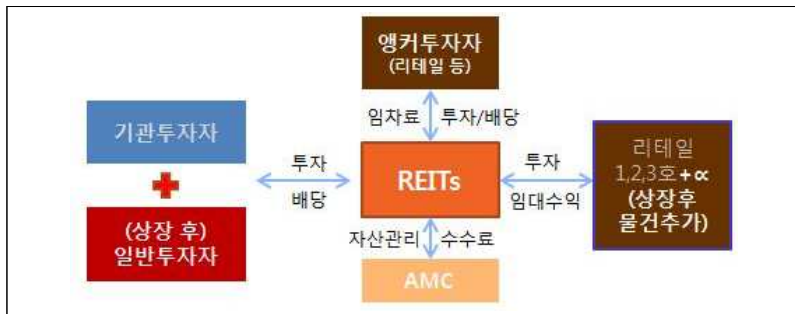 앵커투자자
(리테일 등)
임차료 투자/배당
기관투자자
(상장 후)
일반투자자
투자
배당
REITs
투자
임대수익
리테일
1,2,3호+α
(상장후
물건추가)
자산관리 수수료
AMC